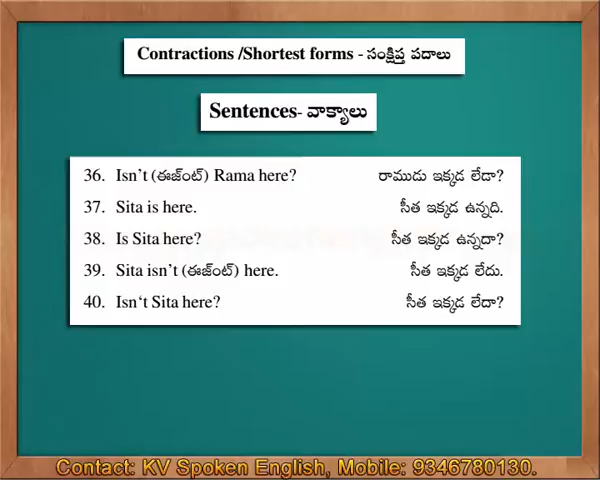 Contractions /Shortest forms - సంక్షిప్త పదాలు
Sentences- వాక్యాలు
36. Isn't (ఈజ్ంట్) Rama here? రాముడు ఇక్కడ లేడా?
37. Sita is here. సీత ఇక్కడ ఉన్నది.
38. Is Sita here? సీత ఇక్కడ ఉన్నదా?
39. Sita isn't (ఈజ్ంట్) here. సీత ఇక్కడ లేదు.
40. Isn‘t Sita here? సీత ఇక్కడ లేదా?
Contact: KV Spoken English, Mobile: 9346780130.